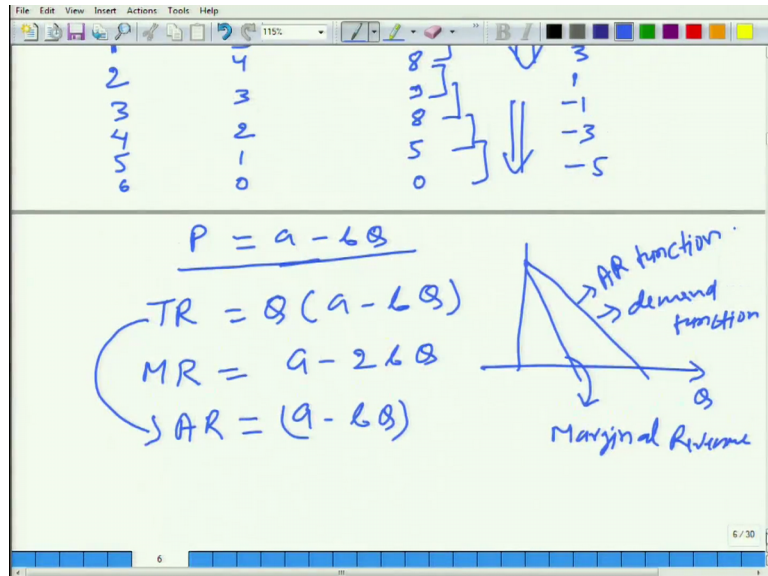 File Edit View Insert Actions Tools Help
115%
B I
4 8 3
2 3 9 1
3 2 8 -1
4 1 5 -3
5 0 0 -5
6
P = a - bQ
TR = Q(a - bQ)
MR = a - 2bQ
AR = (a - bQ)
AR function.
demand
function
Q
Marginal Revenue
6 / 30
6